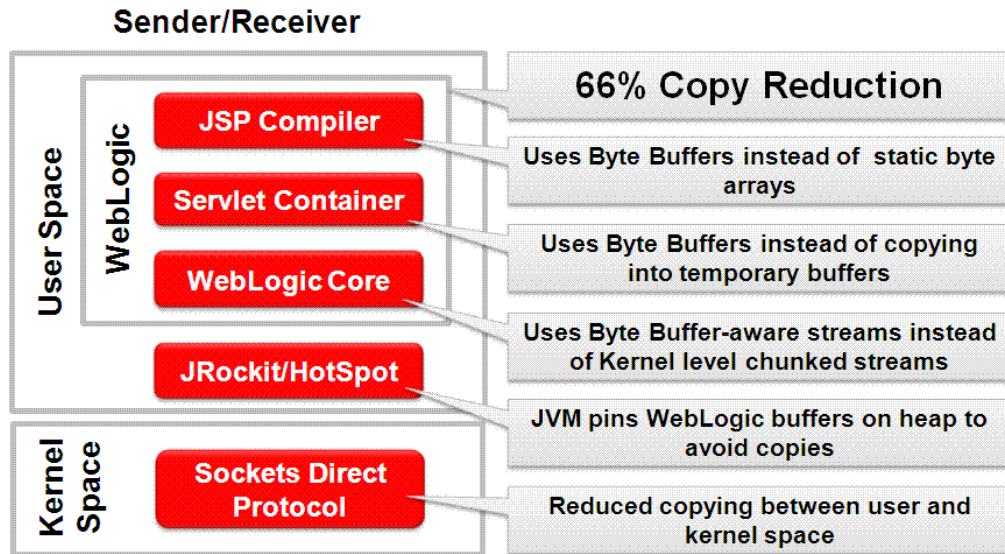 Sender/Receiver
User Space
WebLogic
JSP Compiler
Servlet Container
WebLogic Core
JRockit/HotSpot
Kernel
Space
Sockets Direct
Protocol
66% Copy Reduction
Uses Byte Buffers instead of static byte
arrays
Uses Byte Buffers instead of copying
into temporary buffers
Uses Byte Buffer-aware streams instead
of Kernel level chunked streams
JVM pins WebLogic buffers on heap to
avoid copies
Reduced copying between user and
kernel space